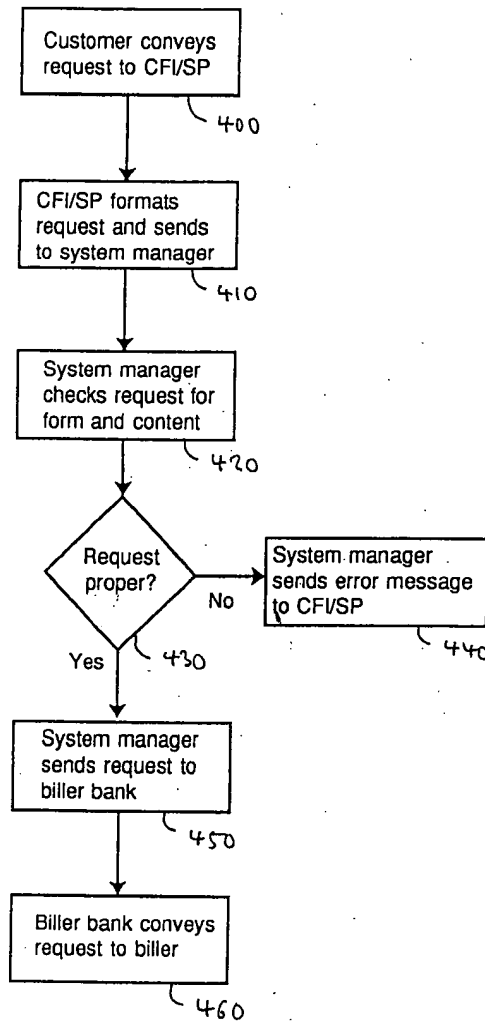 Customer conveys
request to CFI/SP
400
CFI/SP formats
request and sends
to system manager
410
System manager
checks request for
form and content
420
Request
proper?
No
System manager
sends error message
to CFI/SP
440
Yes
430
System manager
sends request to
biller bank
450
Biller bank conveys
request to biller
460